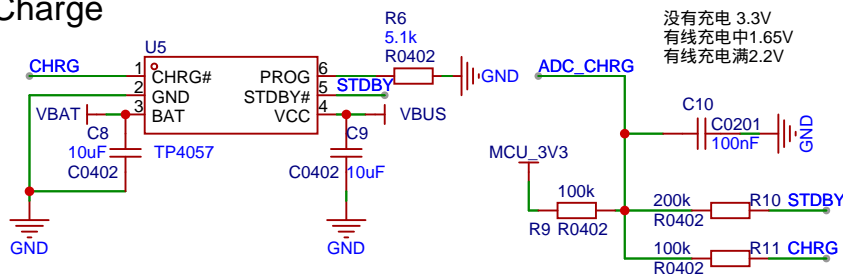 Charge
R6
5.1k
R0402
没有充电 3.3V
有线充电中1.65V
有线充电满2.2V
U5
CHRG
1
CHRG#
PROG
6
GND
ADC_CHRG
2
GND
STDBY#
5
STDBY
VBAT
3
BAT
VCC
4
VBUS
C10
C0201
100nF
GND
C8
10uF
C0402
TP4057
C9
C0402
10uF
MCU_3V3
100k
R9
R0402
200k
R0402
R10
STDBY
100k
R0402
R11
CHRG
GND
GND